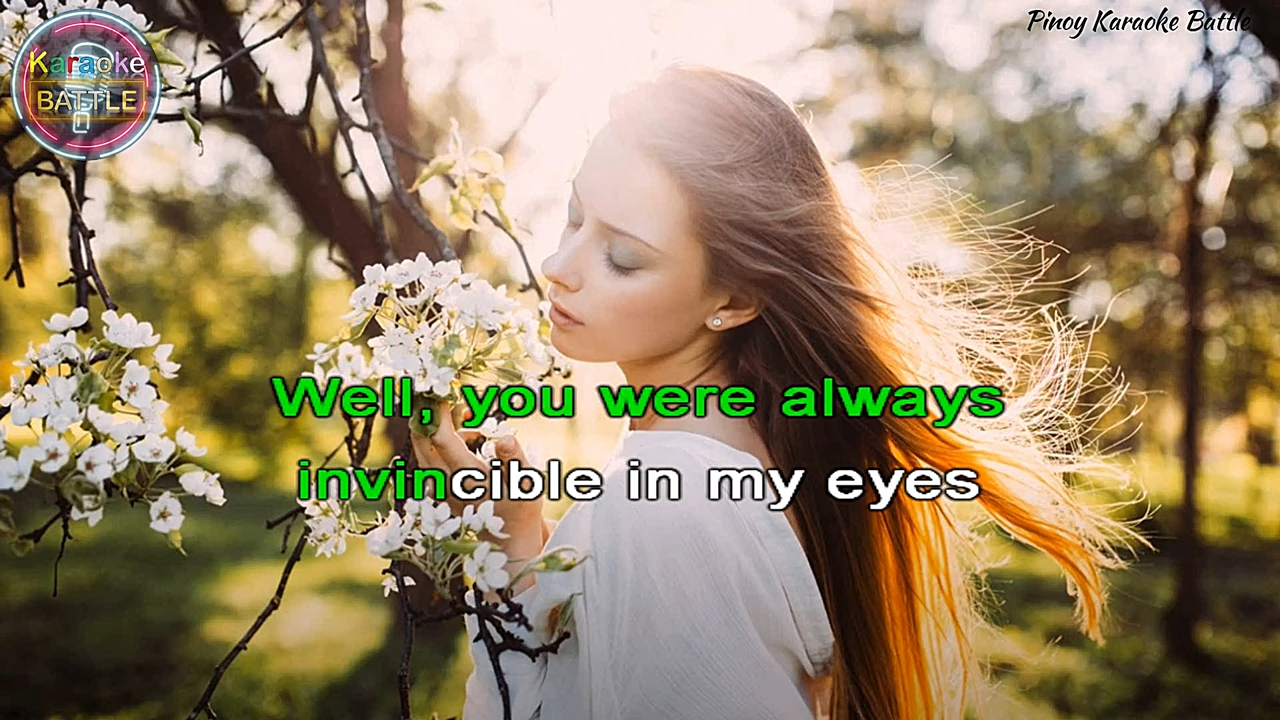 Karaoke
BATTLE
Pinoy Karaoke Battle
Well, you were always
invincible in my eyes